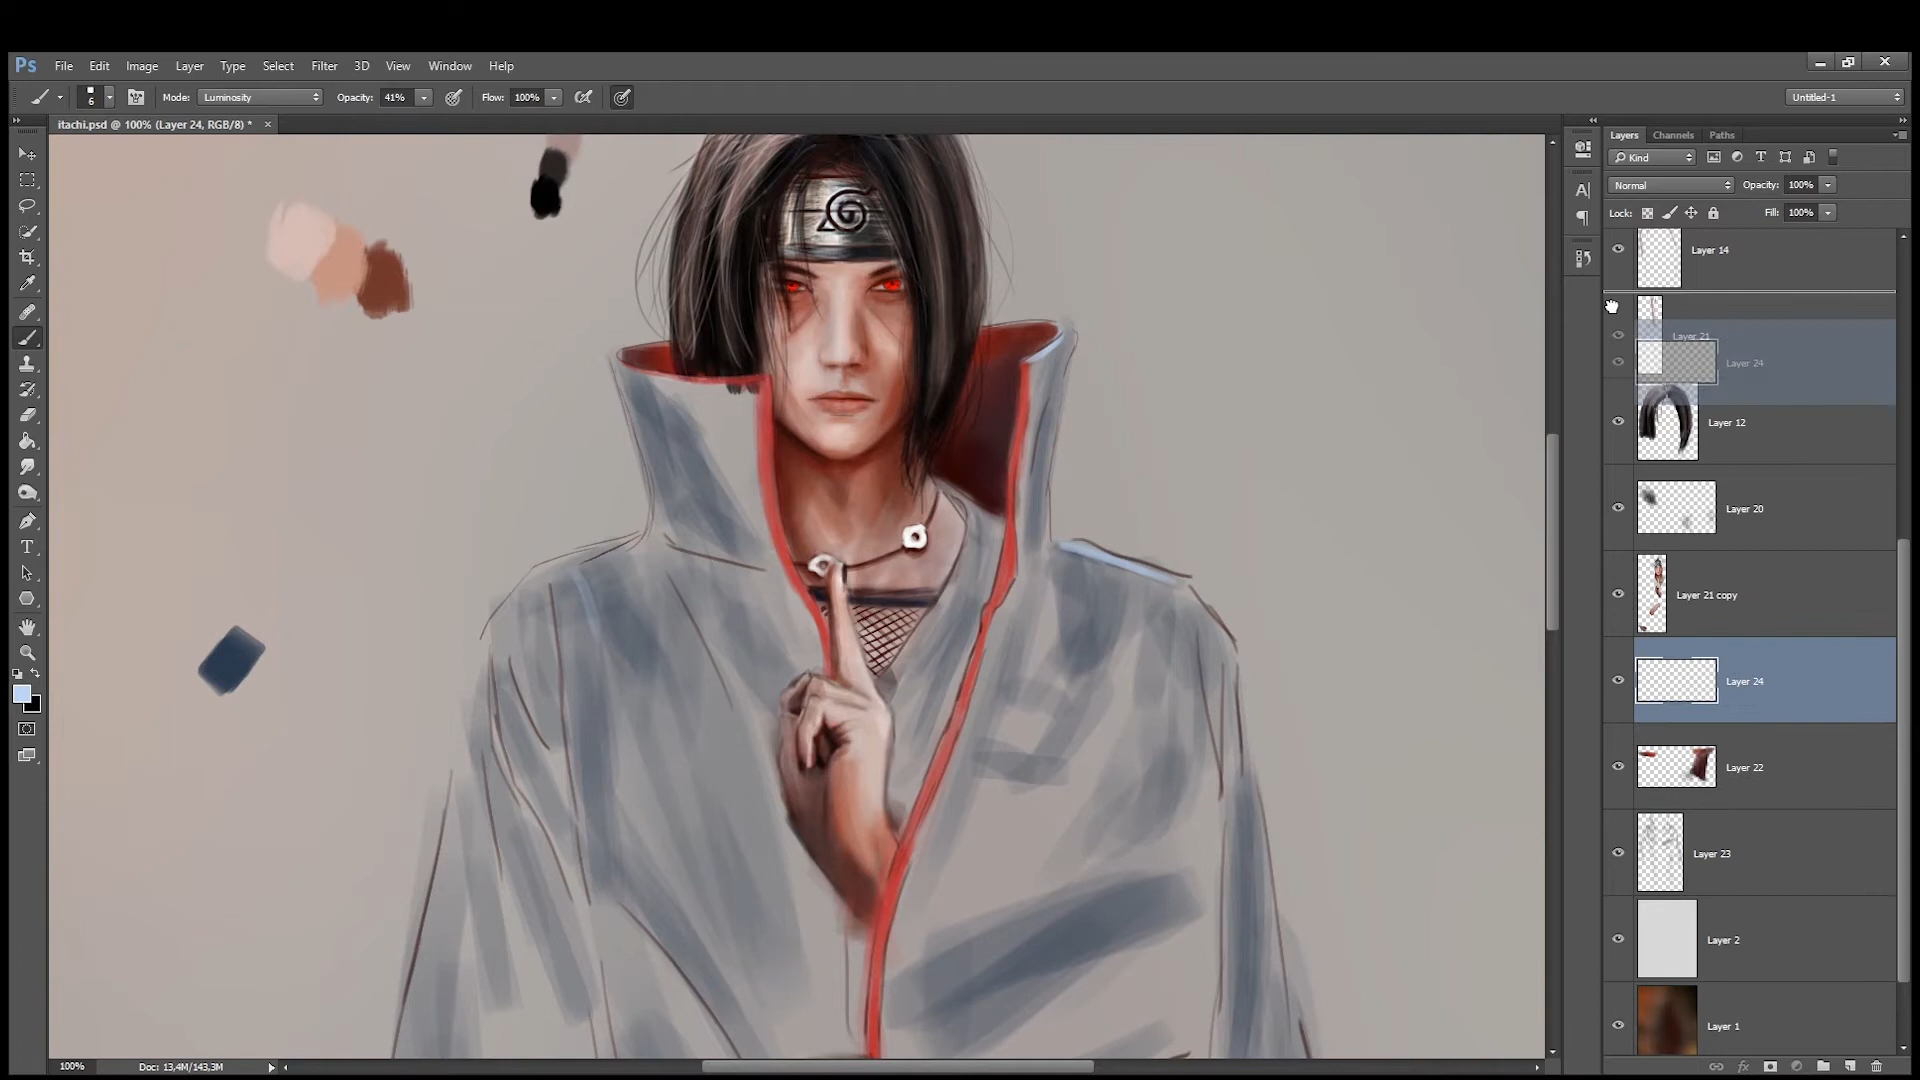 Ps File Edit Image Layer Type Select Filter 3D View Window Help
6 Mode: Luminosity Opacity: 41% Flow: 100% Untitled-1
itachi.psd @ 100% (Layer 24, RGB/8) * ×
Layers Channels Paths
Kind
Normal Opacity: 100%
Lock: Fill: 100%
Layer 14
Layer 21
Layer 24
Layer 12
Layer 20
Layer 21 copy
Layer 24
Layer 22
Layer 23
Layer 2
Layer 1
100% Doc: 13,4M/143,3M